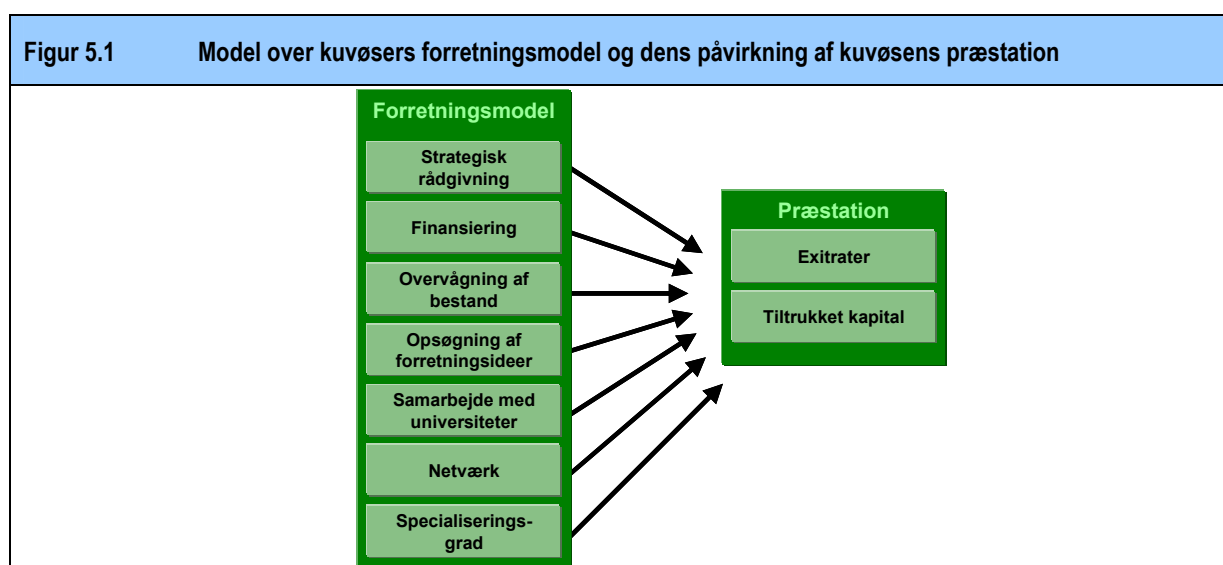 Figur 5.1 Model over kuvøsers forretningsmodel og dens påvirkning af kuvøsens præstation
Forretningsmodel
Strategisk
rådgivning
Finansiering
Overvågning af
bestand
Opsøgning af
forretningsideer
Samarbejde med
universiteter
Netværk
Specialiserings-
grad
Præstation
Exitrater
Tiltrukket kapital